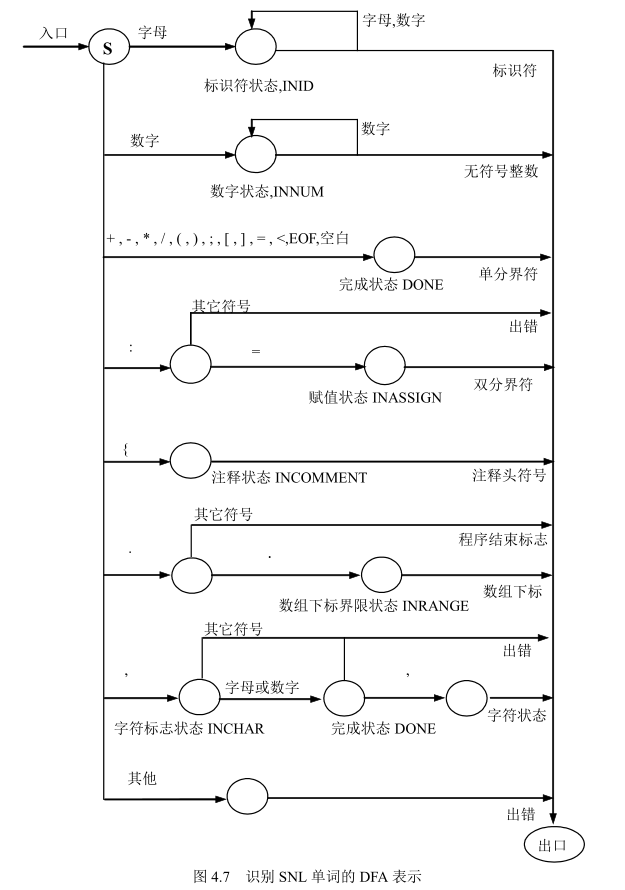 入口
S
字母
字母,数字
标识符状态,INID
标识符
数字
数字
数字状态,INNUM
无符号整数
+ , - , * , / , ( , ) , ; , [ , ] , = , <,EOF,空白
完成状态 DONE
单分界符
其它符号
出错
:
=
赋值状态 INASSIGN
双分界符
{
注释状态 INCOMMENT
注释头符号
其它符号
程序结束标志
.
.
数组下标界限状态 INRANGE
数组下标
其它符号
出错
,
字母或数字
,
字符标志状态 INCHAR
完成状态 DONE
字符状态
其他
出错
出口
图 4.7 识别 SNL 单词的 DFA 表示